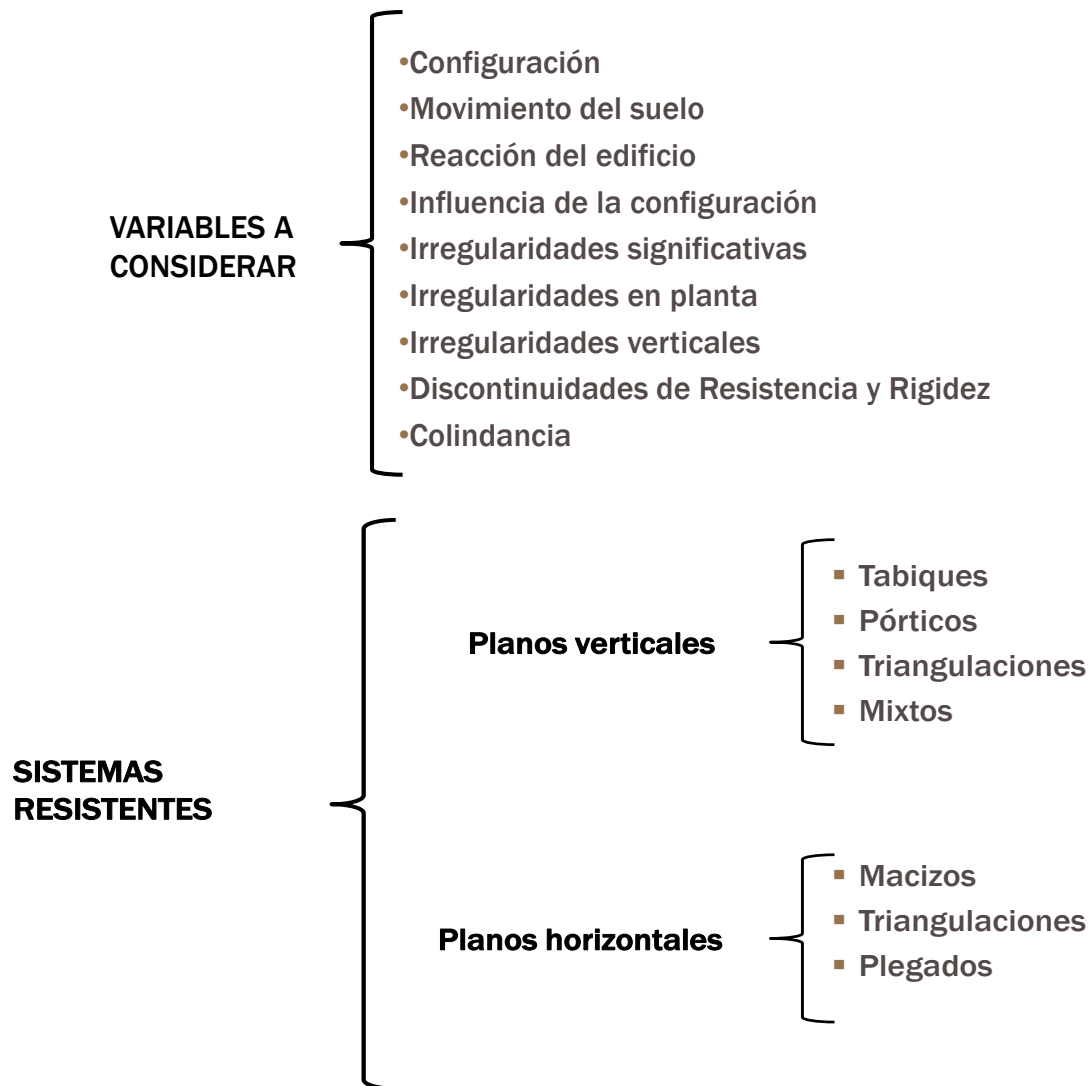 VARIABLES A
CONSIDERAR
•Configuración
•Movimiento del suelo
•Reacción del edificio
•Influencia de la configuración
•Irregularidades significativas
•Irregularidades en planta
•Irregularidades verticales
•Discontinuidades de Resistencia y Rigidez
•Colindancia
SISTEMAS
RESISTENTES
Planos verticales
▪ Tabiques
▪ Pórticos
▪ Triangulaciones
▪ Mixtos
Planos horizontales
▪ Macizos
▪ Triangulaciones
▪ Plegados